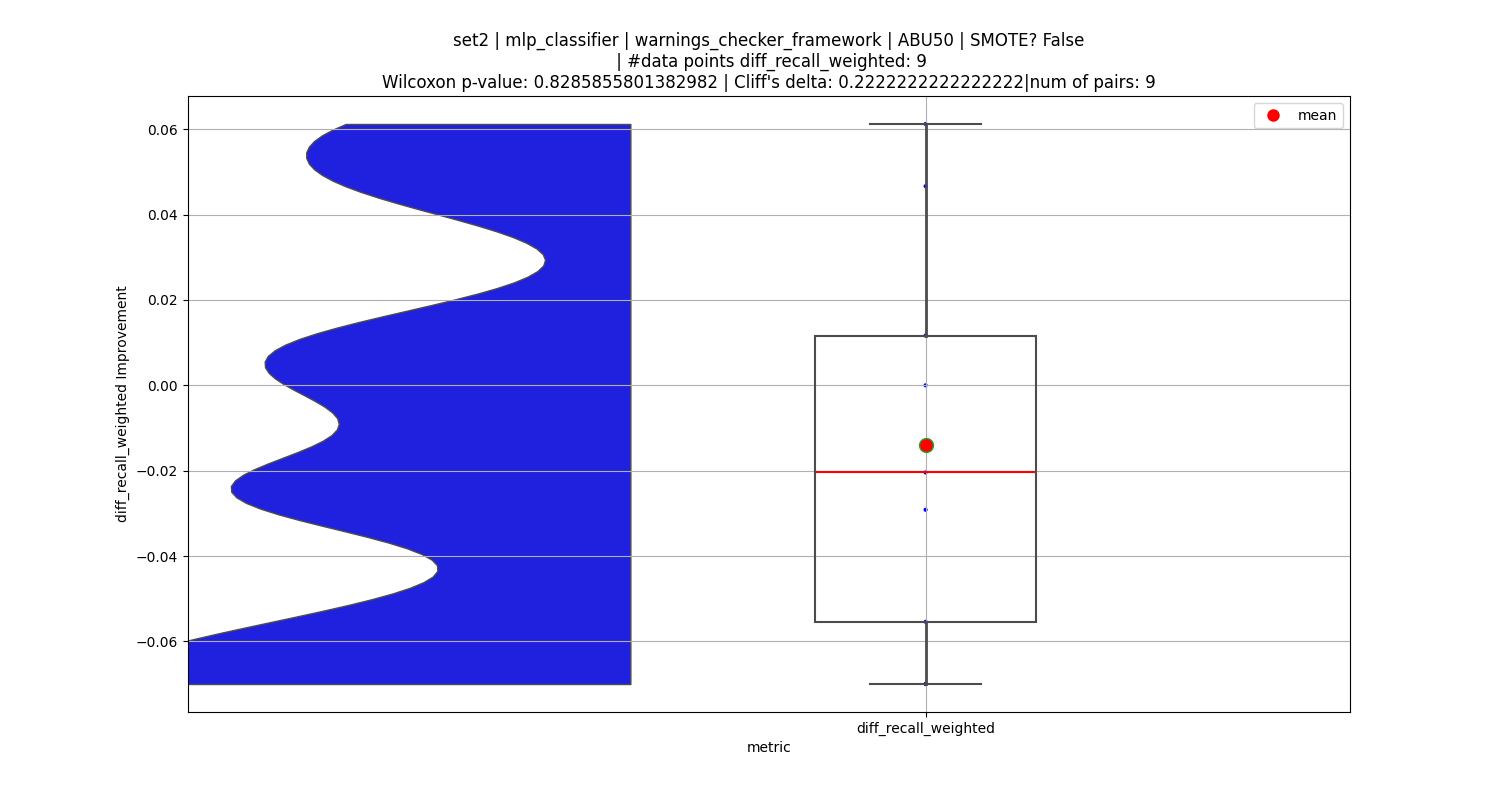 set2 | mlp_classifier | warnings_checker_framework | ABU50 | SMOTE? False
| #data points diff_recall_weighted: 9
Wilcoxon p-value: 0.8285855801382982 | Cliff's delta: 0.2222222222222222|num of pairs: 9
mean
0.06
0.04
0.02
0.00
−0.02
−0.04
−0.06
diff_recall_weighted Improvement
diff_recall_weighted
metric